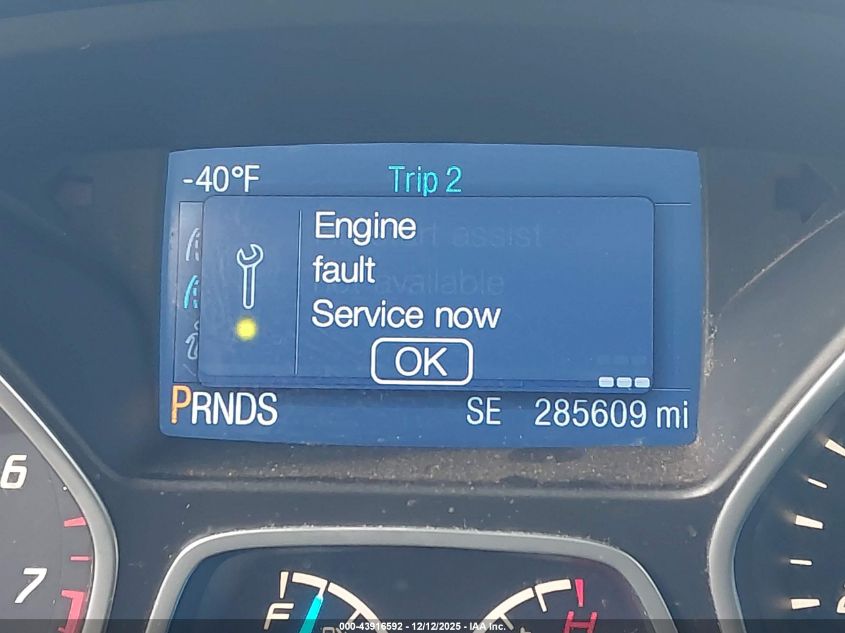 -40°F Trip 2
Engine
fault
Service now
OK
PRNDS SE 285609 mi
6
7
F H
000-43916592 - 12/12/2025 - IAA Inc.